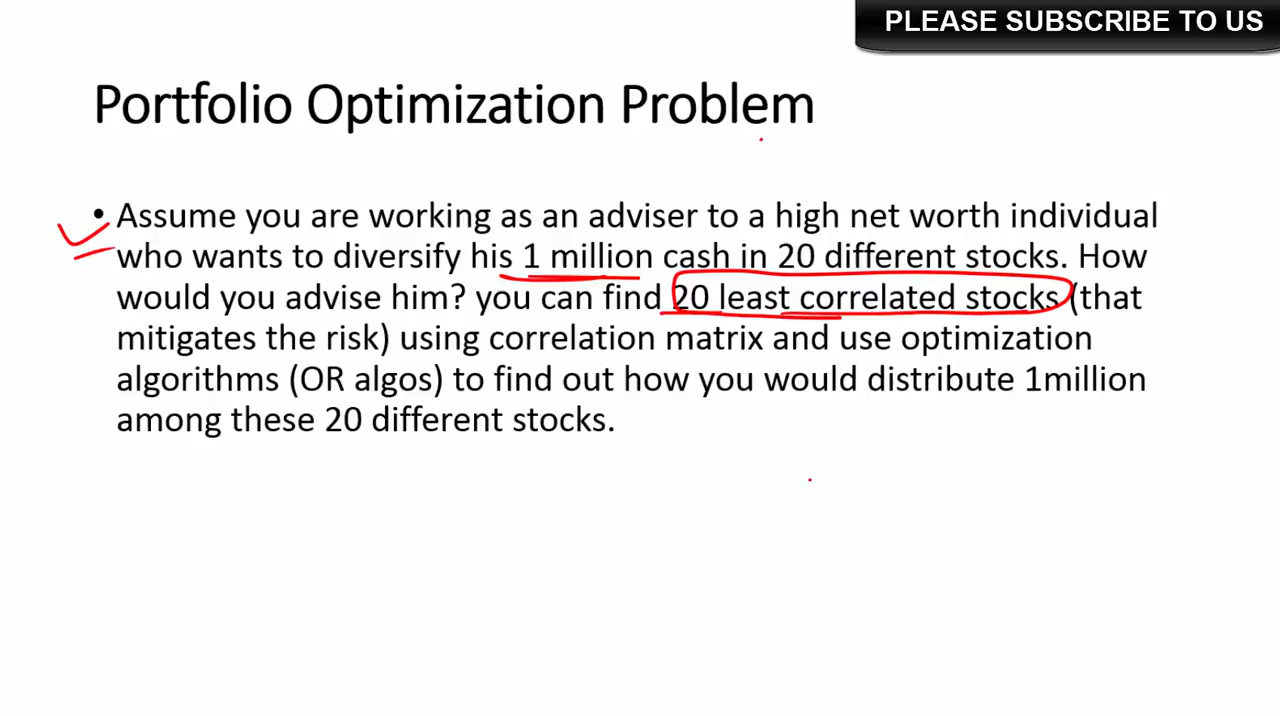 PLEASE SUBSCRIBE TO US
Portfolio Optimization Problem
• Assume you are working as an adviser to a high net worth individual
who wants to diversify his 1 million cash in 20 different stocks. How
would you advise him? you can find 20 least correlated stocks (that
mitigates the risk) using correlation matrix and use optimization
algorithms (OR algos) to find out how you would distribute 1million
among these 20 different stocks.